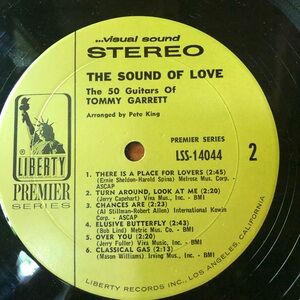 ...visual sound
STEREO
THE SOUND OF LOVE
The 50 Guitars Of
TOMMY GARRETT
Arranged by Pete King
PREMIER SERIES
LSS-14044
2
LIBERTY
PREMIER
SERIES
1. THERE IS A PLACE FOR LOVERS (2:45)
(Ernie Sheldon-Harold Spina) Melrose Mus. Corp. -
ASCAP
2. TURN AROUND, LOOK AT ME (2:20)
(Jerry Capehart) Viva Mus., Inc. - BMI
3. CHANCES ARE (2:23)
(Al Stillman-Robert Allen) International Korwin
Corp. - ASCAP
4. ELUSIVE BUTTERFLY (2:40)
(Bob Lind) Metric Mus. Co. - BMI
5. OVER YOU (2:20)
(Jerry Fuller) Viva Music, Inc. - BMI
6. CLASSICAL GAS (2:13)
(Mason Williams) Irving Mus., Inc. - BMI
LIBERTY RECORDS INC., LOS ANGELES, CALIFORNIA